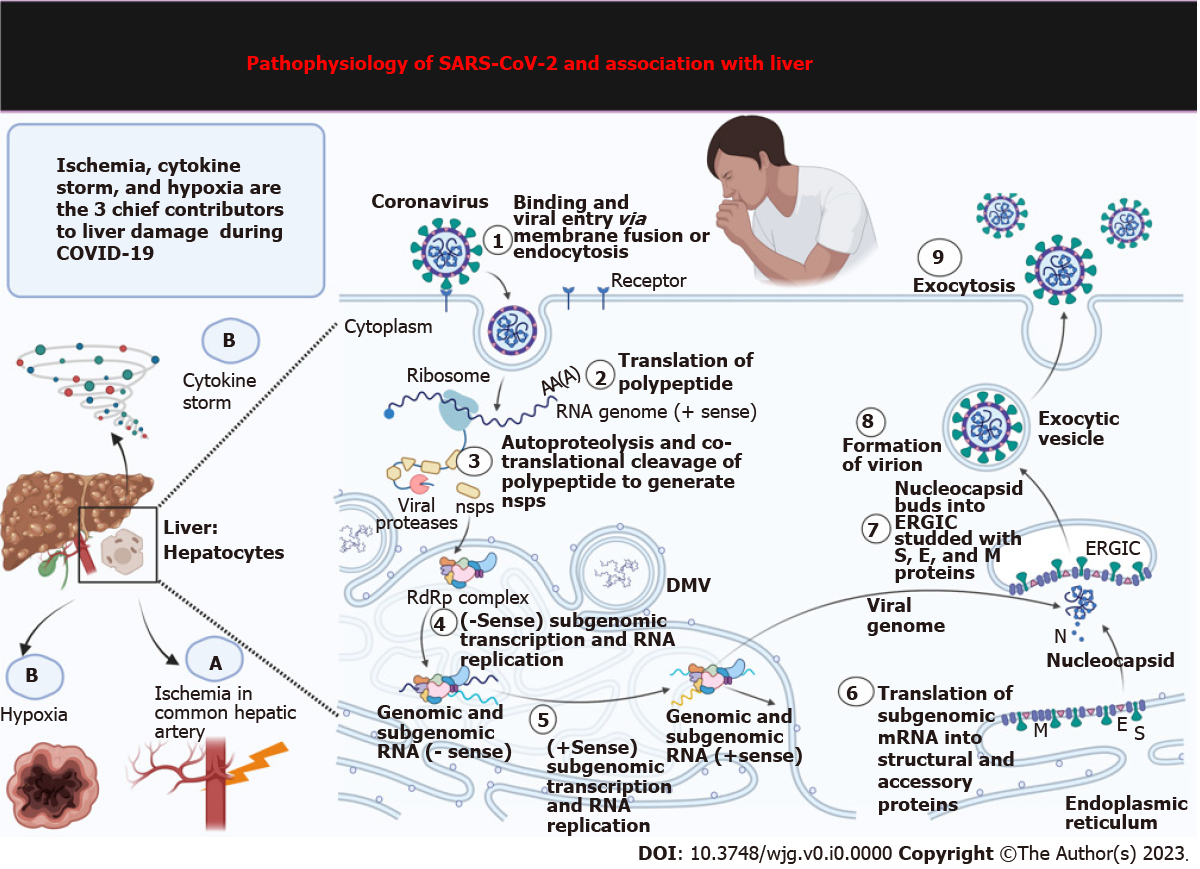 Pathophysiology of SARS-CoV-2 and association with liver
Ischemia, cytokine
storm, and hypoxia are
the 3 chief contributors
to liver damage during
COVID-19
B
Cytokine
storm
Liver:
Hepatocytes
B
Hypoxia
A
Ischemia in
common hepatic
artery
Coronavirus
1
Binding and
viral entry via
membrane fusion or
endocytosis
Receptor
Cytoplasm
Ribosome
AA(A)
2
Translation of
polypeptide
RNA genome (+ sense)
3
Autoproteolysis and co-
translational cleavage of
polypeptide to generate
nsps
Viral
proteases
nsps
DMV
RdRp complex
4
(-Sense) subgenomic
transcription and RNA
replication
Genomic and
subgenomic
RNA (- sense)
5
(+Sense)
subgenomic
transcription
and RNA
replication
Genomic and
subgenomic
RNA (+sense)
6
Translation of
subgenomic
mRNA into
structural and
accessory
proteins
M
E
S
Endoplasmic
reticulum
Viral
genome
N
Nucleocapsid
ERGIC
7
Nucleocapsid
buds into
ERGIC
studded with
S, E, and M
proteins
8
Formation
of virion
Exocytic
vesicle
9
Exocytosis
DOI: 10.3748/wjg.v0.i0.0000 Copyright ©The Author(s) 2023.